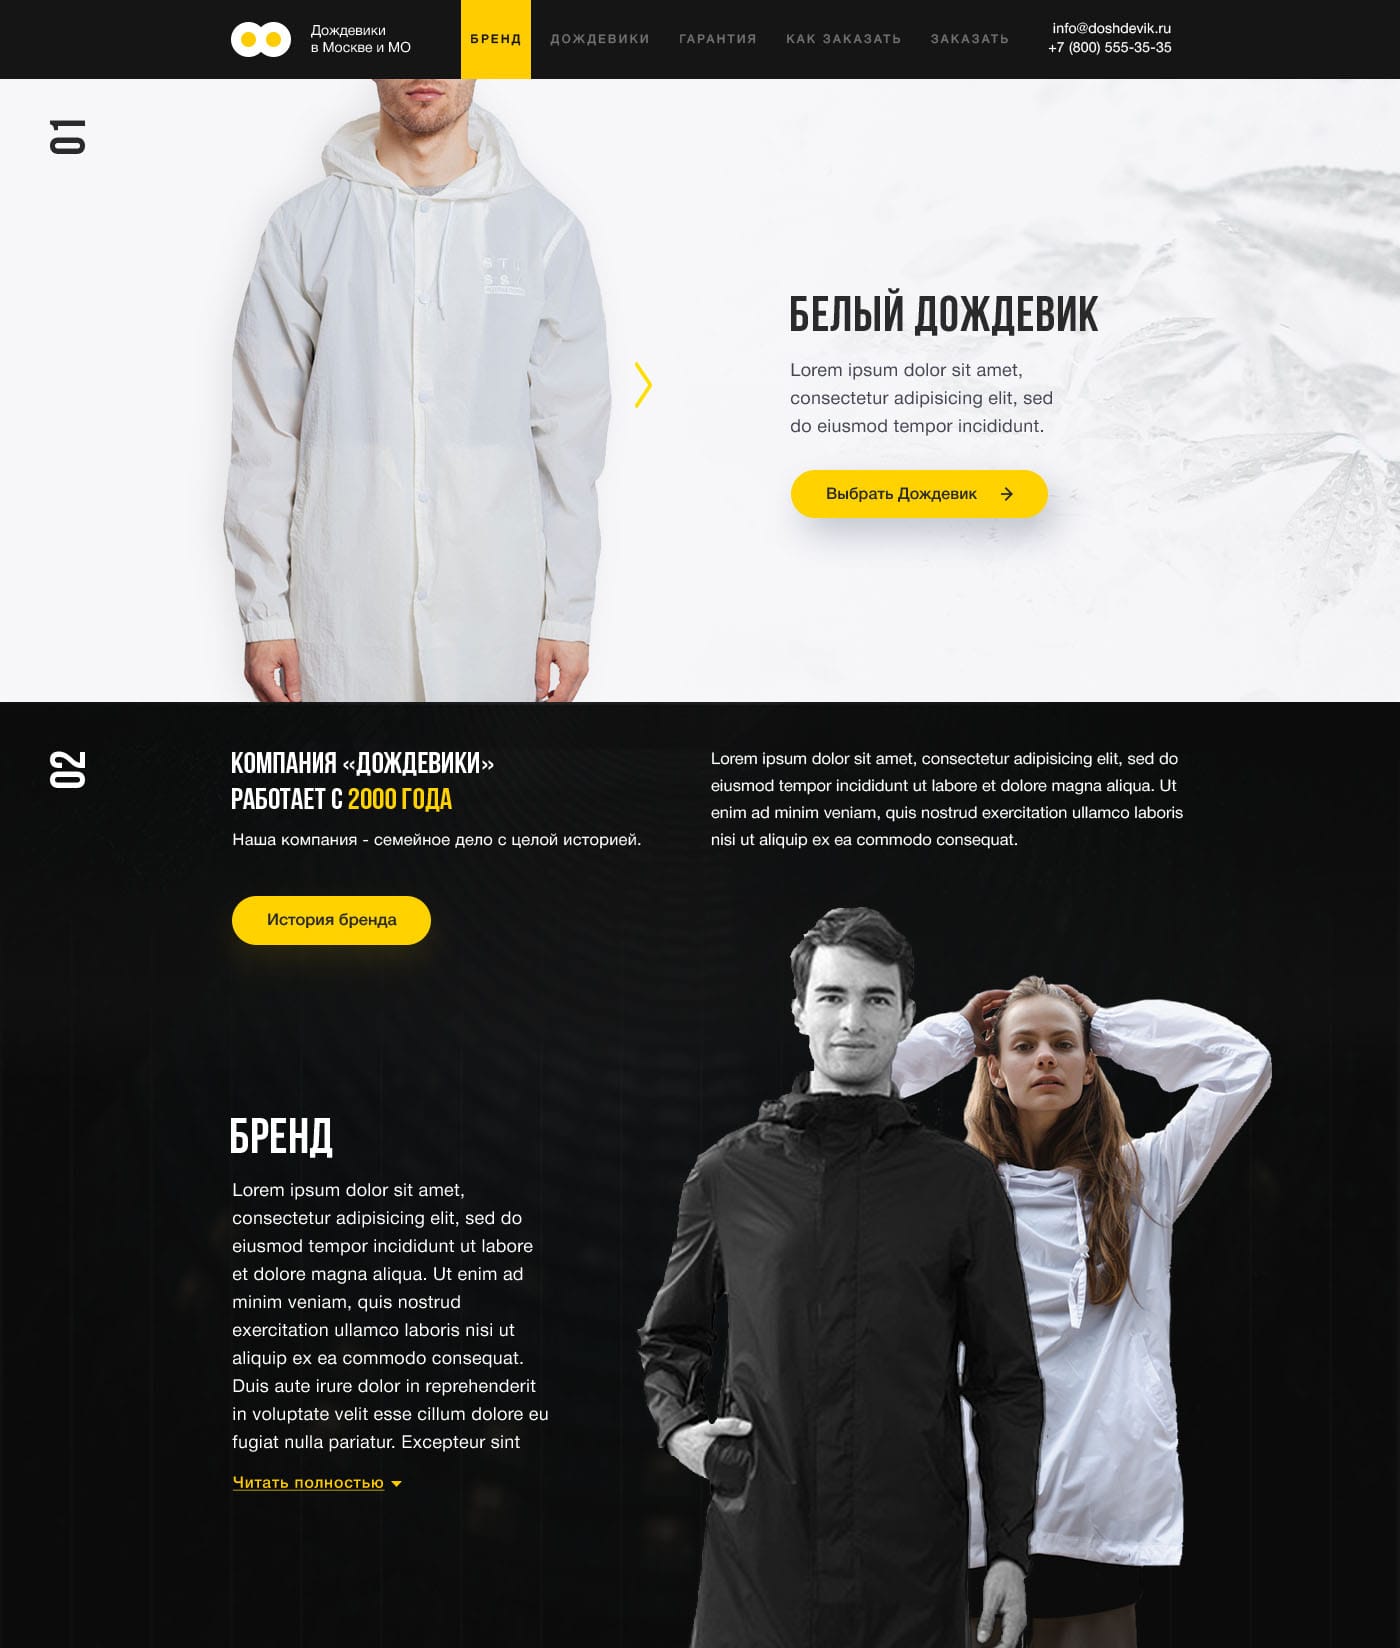 Дождевики
в Москве и МО
БРЕНД
ДОЖДЕВИКИ
ГАРАНТИЯ
КАК ЗАКАЗАТЬ
ЗАКАЗАТЬ
info@doshdevik.ru
+7 (800) 555-35-35
01
БЕЛЫЙ ДОЖДЕВИК
Lorem ipsum dolor sit amet,
consectetur adipisicing elit, sed
do eiusmod tempor incididunt.
Выбрать Дождевик
02
КОМПАНИЯ «ДОЖДЕВИКИ»
РАБОТАЕТ С 2000 ГОДА
Наша компания - семейное дело с целой историей.
Lorem ipsum dolor sit amet, consectetur adipisicing elit, sed do
eiusmod tempor incididunt ut labore et dolore magna aliqua. Ut
enim ad minim veniam, quis nostrud exercitation ullamco laboris
nisi ut aliquip ex ea commodo consequat.
История бренда
БРЕНД
Lorem ipsum dolor sit amet,
consectetur adipisicing elit, sed do
eiusmod tempor incididunt ut labore
et dolore magna aliqua. Ut enim ad
minim veniam, quis nostrud
exercitation ullamco laboris nisi ut
aliquip ex ea commodo consequat.
Duis aute irure dolor in reprehenderit
in voluptate velit esse cillum dolore eu
fugiat nulla pariatur. Excepteur sint
Читать полностью